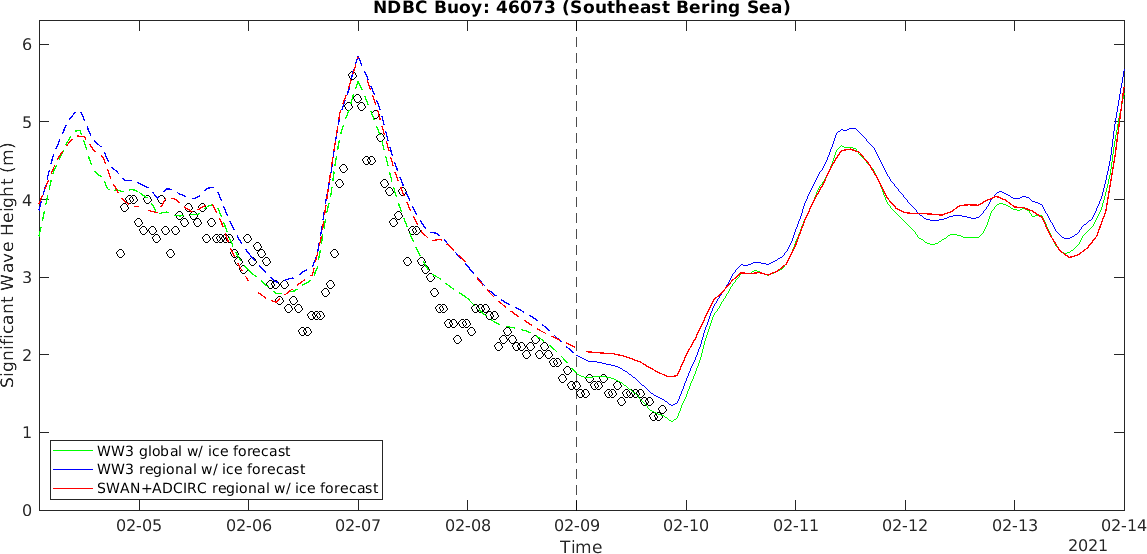 NDBC Buoy: 46073 (Southeast Bering Sea)
Significant Wave Height (m)
6
5
4
3
2
1
0
WW3 global w/ ice forecast
WW3 regional w/ ice forecast
SWAN+ADCIRC regional w/ ice forecast
02-05 02-06 02-07 02-08 02-09 02-10 02-11 02-12 02-13 02-14
Time
2021